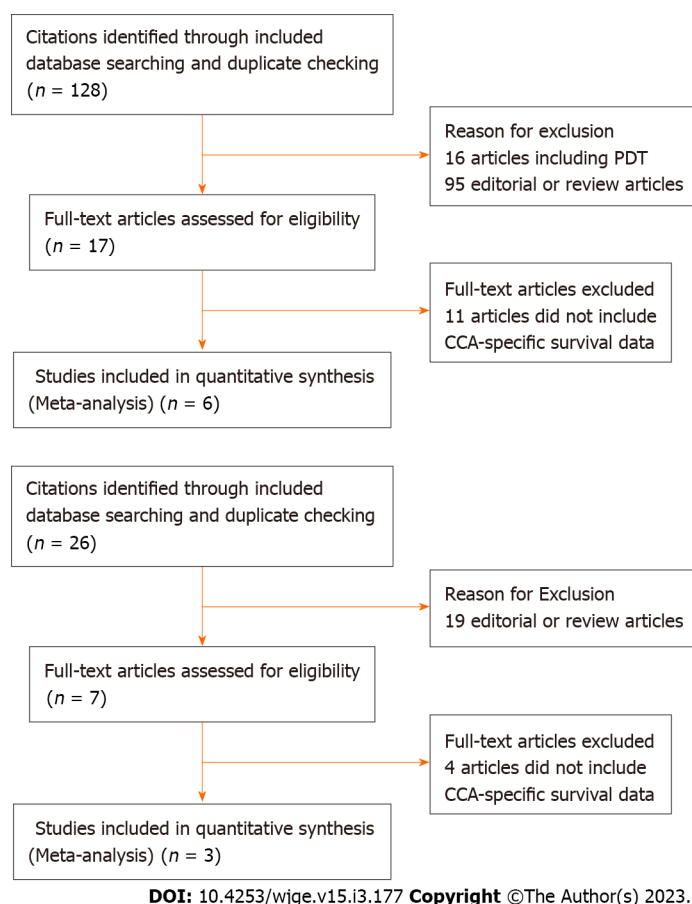 Citations identified through included
database searching and duplicate checking
(n = 128)
Reason for exclusion
16 articles including PDT
95 editorial or review articles
Full-text articles assessed for eligibility
(n = 17)
Full-text articles excluded
11 articles did not include
CCA-specific survival data
Studies included in quantitative synthesis
(Meta-analysis) (n = 6)
Citations identified through included
database searching and duplicate checking
(n = 26)
Reason for Exclusion
19 editorial or review articles
Full-text articles assessed for eligibility
(n = 7)
Full-text articles excluded
4 articles did not include
CCA-specific survival data
Studies included in quantitative synthesis
(Meta-analysis) (n = 3)
DOI: 10.4253/wjge.v15.i3.177 Copyright ©The Author(s) 2023.